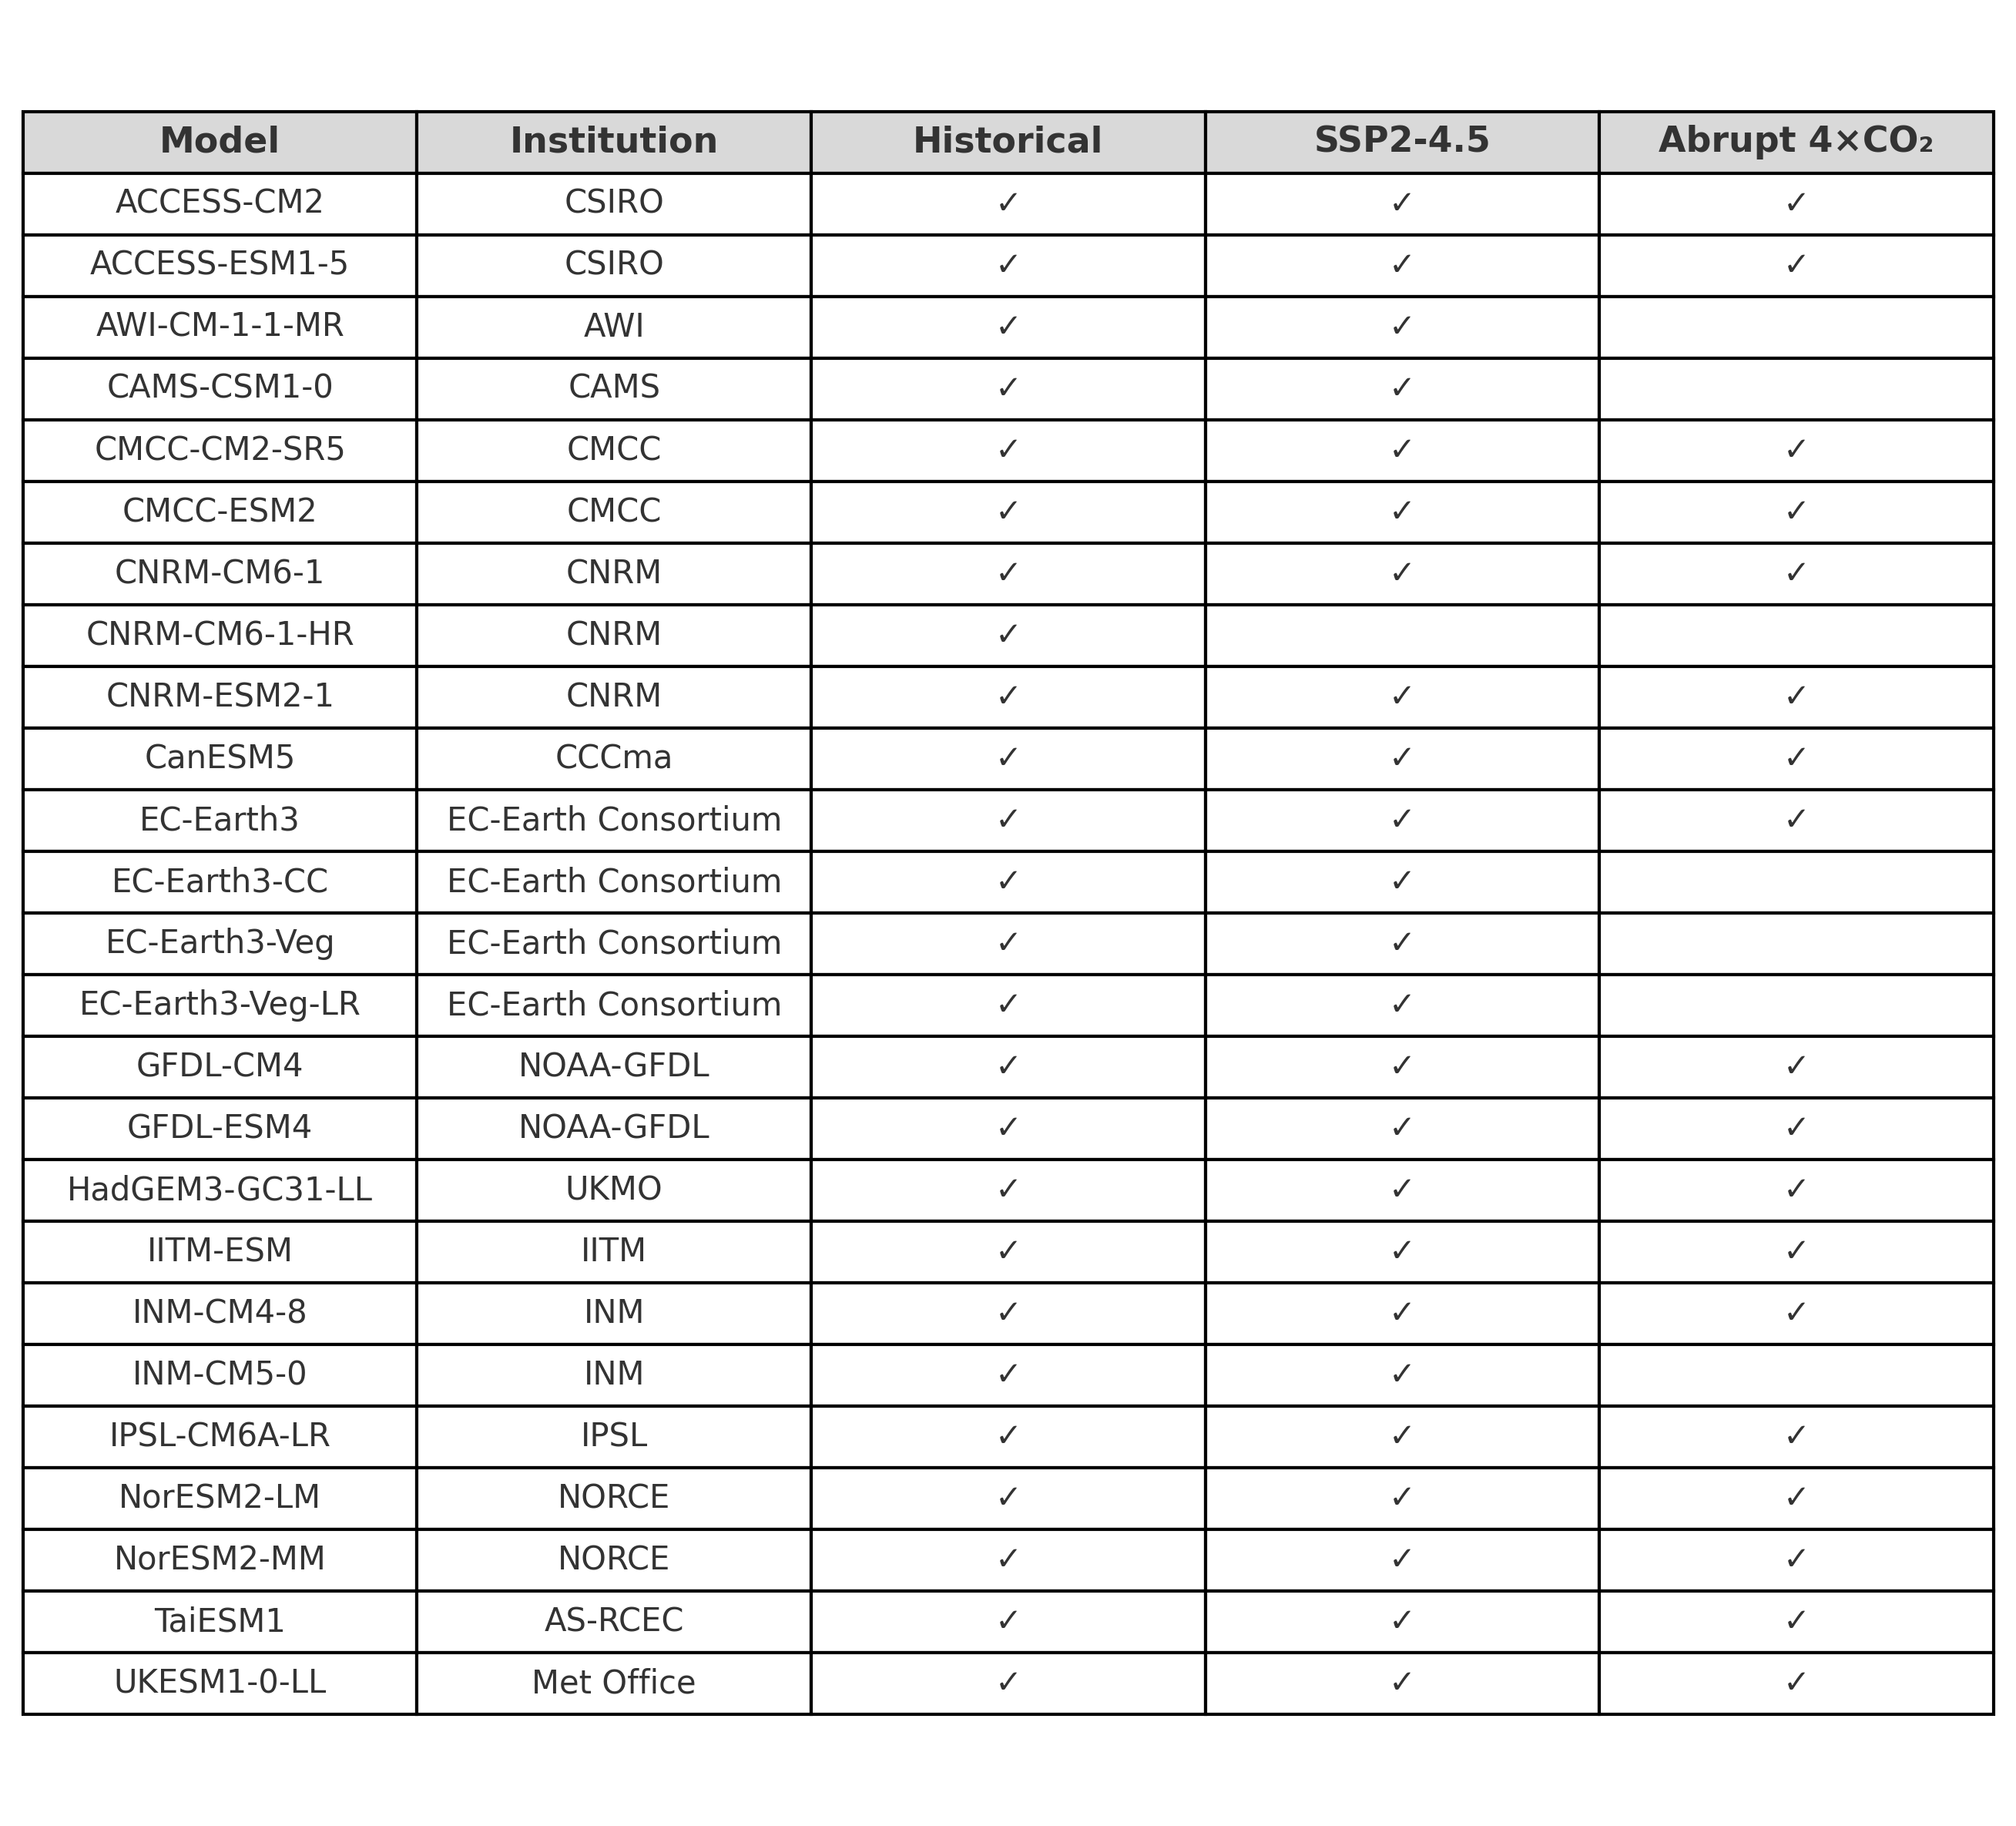 Model Institution Historical SSP2-4.5 Abrupt 4×CO₂
ACCESS-CM2 CSIRO ✓ ✓ ✓
ACCESS-ESM1-5 CSIRO ✓ ✓ ✓
AWI-CM-1-1-MR AWI ✓ ✓
CAMS-CSM1-0 CAMS ✓ ✓
CMCC-CM2-SR5 CMCC ✓ ✓ ✓
CMCC-ESM2 CMCC ✓ ✓ ✓
CNRM-CM6-1 CNRM ✓ ✓ ✓
CNRM-CM6-1-HR CNRM ✓
CNRM-ESM2-1 CNRM ✓ ✓ ✓
CanESM5 CCCma ✓ ✓ ✓
EC-Earth3 EC-Earth Consortium ✓ ✓ ✓
EC-Earth3-CC EC-Earth Consortium ✓ ✓
EC-Earth3-Veg EC-Earth Consortium ✓ ✓
EC-Earth3-Veg-LR EC-Earth Consortium ✓ ✓
GFDL-CM4 NOAA-GFDL ✓ ✓ ✓
GFDL-ESM4 NOAA-GFDL ✓ ✓ ✓
HadGEM3-GC31-LL UKMO ✓ ✓ ✓
IITM-ESM IITM ✓ ✓ ✓
INM-CM4-8 INM ✓ ✓ ✓
INM-CM5-0 INM ✓ ✓
IPSL-CM6A-LR IPSL ✓ ✓ ✓
NorESM2-LM NORCE ✓ ✓ ✓
NorESM2-MM NORCE ✓ ✓ ✓
TaiESM1 AS-RCEC ✓ ✓ ✓
UKESM1-0-LL Met Office ✓ ✓ ✓